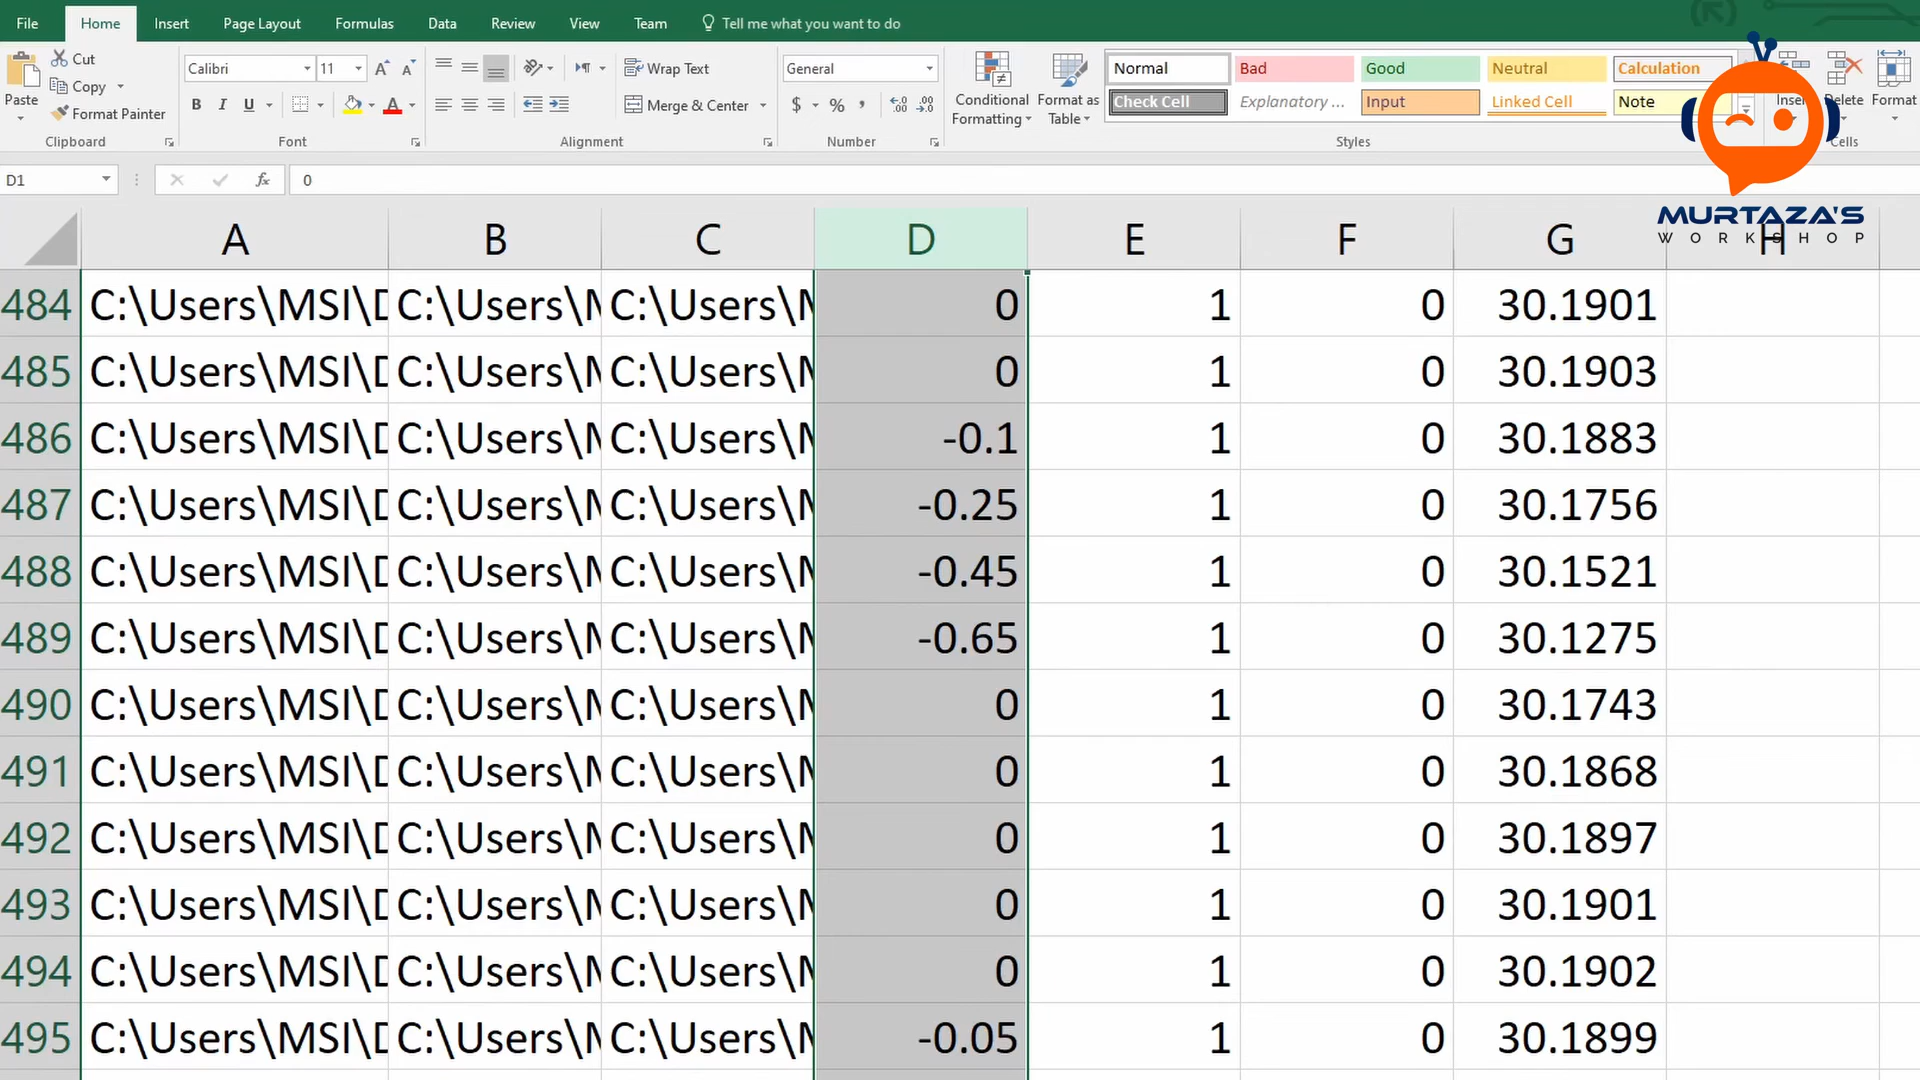 File Home Insert Page Layout Formulas Data Review View Team Tell me what you want to do
Cut
Copy
Format Painter
Paste
Clipboard
Calibri 11
B I U
Font
Wrap Text
Merge & Center
Alignment
General
$ % ,
Number
Conditional Formatting
Format as Table
Normal Bad Good Neutral Calculation
Check Cell Explanatory ... Input Linked Cell Note
Styles
Insert Delete Format
Cells
MURTAZA'S
WORKSHOP
D1 fx 0
A B C D E F G H
484 C:\Users\MSI\D C:\Users\M C:\Users\M 0 1 0 30.1901
485 C:\Users\MSI\D C:\Users\M C:\Users\M 0 1 0 30.1903
486 C:\Users\MSI\D C:\Users\M C:\Users\M -0.1 1 0 30.1883
487 C:\Users\MSI\D C:\Users\M C:\Users\M -0.25 1 0 30.1756
488 C:\Users\MSI\D C:\Users\M C:\Users\M -0.45 1 0 30.1521
489 C:\Users\MSI\D C:\Users\M C:\Users\M -0.65 1 0 30.1275
490 C:\Users\MSI\D C:\Users\M C:\Users\M 0 1 0 30.1743
491 C:\Users\MSI\D C:\Users\M C:\Users\M 0 1 0 30.1868
492 C:\Users\MSI\D C:\Users\M C:\Users\M 0 1 0 30.1897
493 C:\Users\MSI\D C:\Users\M C:\Users\M 0 1 0 30.1901
494 C:\Users\MSI\D C:\Users\M C:\Users\M 0 1 0 30.1902
495 C:\Users\MSI\D C:\Users\M C:\Users\M -0.05 1 0 30.1899